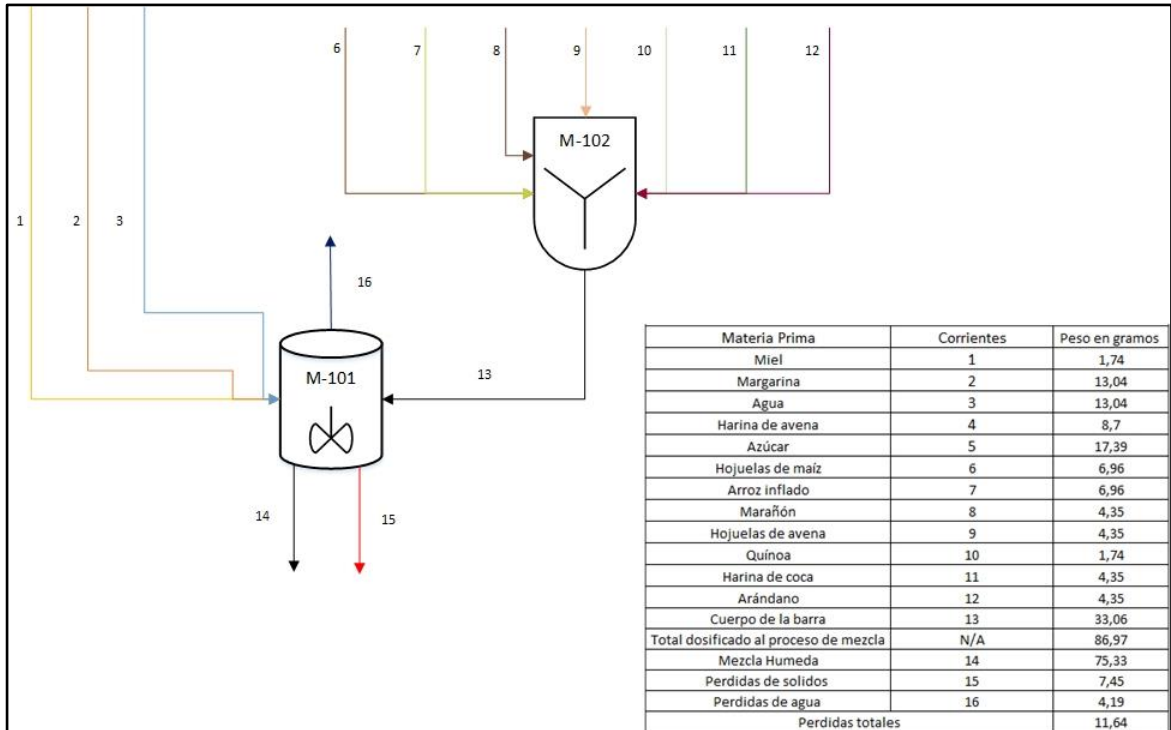 6
7
8
9
10
11
12
M-102
1
2
3
16
M-101
13
14
15
Materia Prima Corrientes Peso en gramos
Miel 1 1,74
Margarina 2 13,04
Agua 3 13,04
Harina de avena 4 8,7
Azúcar 5 17,39
Hojuelas de maíz 6 6,96
Arroz inflado 7 6,96
Marañón 8 4,35
Hojuelas de avena 9 4,35
Quínoa 10 1,74
Harina de coca 11 4,35
Arándano 12 4,35
Cuerpo de la barra 13 33,06
Total dosificado al proceso de mezcla N/A 86,97
Mezcla Humeda 14 75,33
Perdidas de solidos 15 7,45
Perdidas de agua 16 4,19
Perdidas totales 11,64